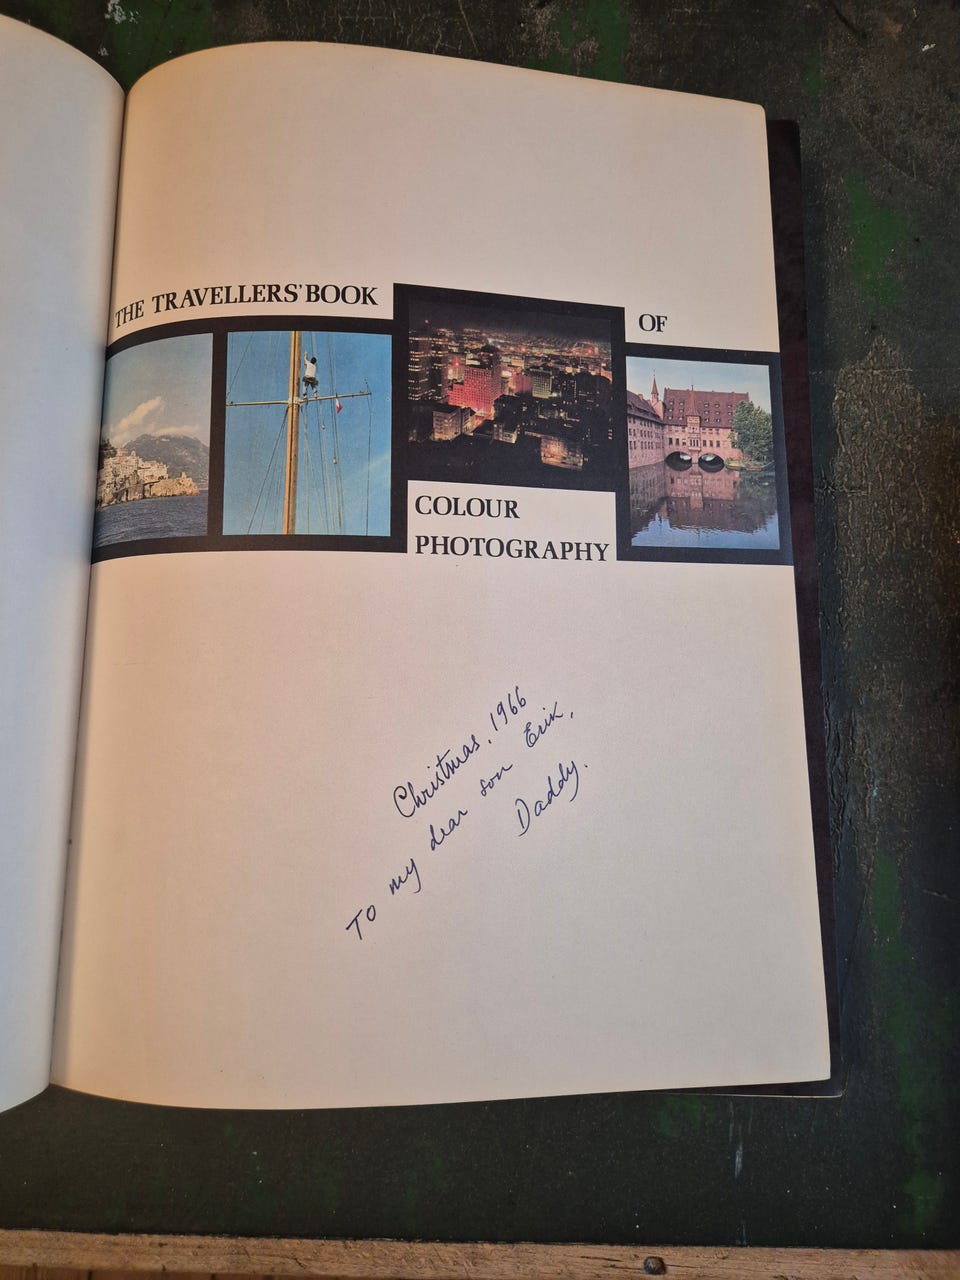 THE TRAVELLERS' BOOK
OF
COLOUR
PHOTOGRAPHY
Christmas, 1966
To my dear son Erik,
Daddy.